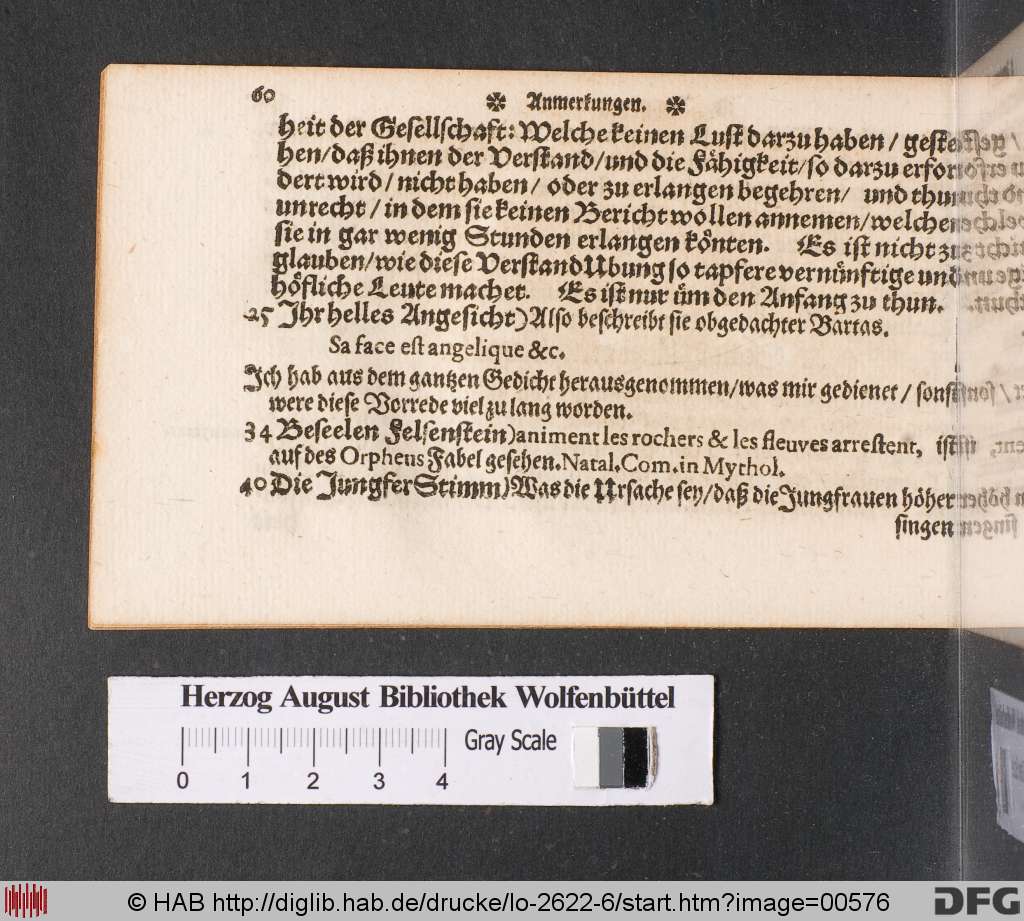 60 ✼ Anmerkungen. ✼
heit der Gesellschaft: Welche keinen Lust darzu haben / geste-
hen/daß ihnen der Verstand/und die Fähigkeit/so darzu erfor-
dert wird / nicht haben / oder zu erlangen begehren / und thun
unrecht / in dem sie keinen Bericht wollen annemen/welchen
sie in gar wenig Stunden erlangen könten. Es ist nicht zu
glauben/wie diese VerstandUbung so tapfere vernünftige und
höfliche Leute machet. Es ist nur üm den Anfang zu thun.
25 Ihr helles Angesicht) Also beschreibt sie obgedachter Bartas.
Sa face est angelique &c.
Ich hab aus dem gantzen Gedicht herausgenommen/was mir gedienet / sonst
were diese Vorrede viel zu lang worden.
34 Beseelen Felsenstein) animent les rochers & les fleuves arrestent, ist
auf des Orpheus Fabel gesehen. Natal. Com. in Mythol.
40 Die Jungfer Stimm) Was die Ursache sey/daß die Jungfrauen höher
singen
Herzog August Bibliothek Wolfenbüttel
Gray Scale
0 1 2 3 4
© HAB http://diglib.hab.de/drucke/lo-2622-6/start.htm?image=00576
DFG